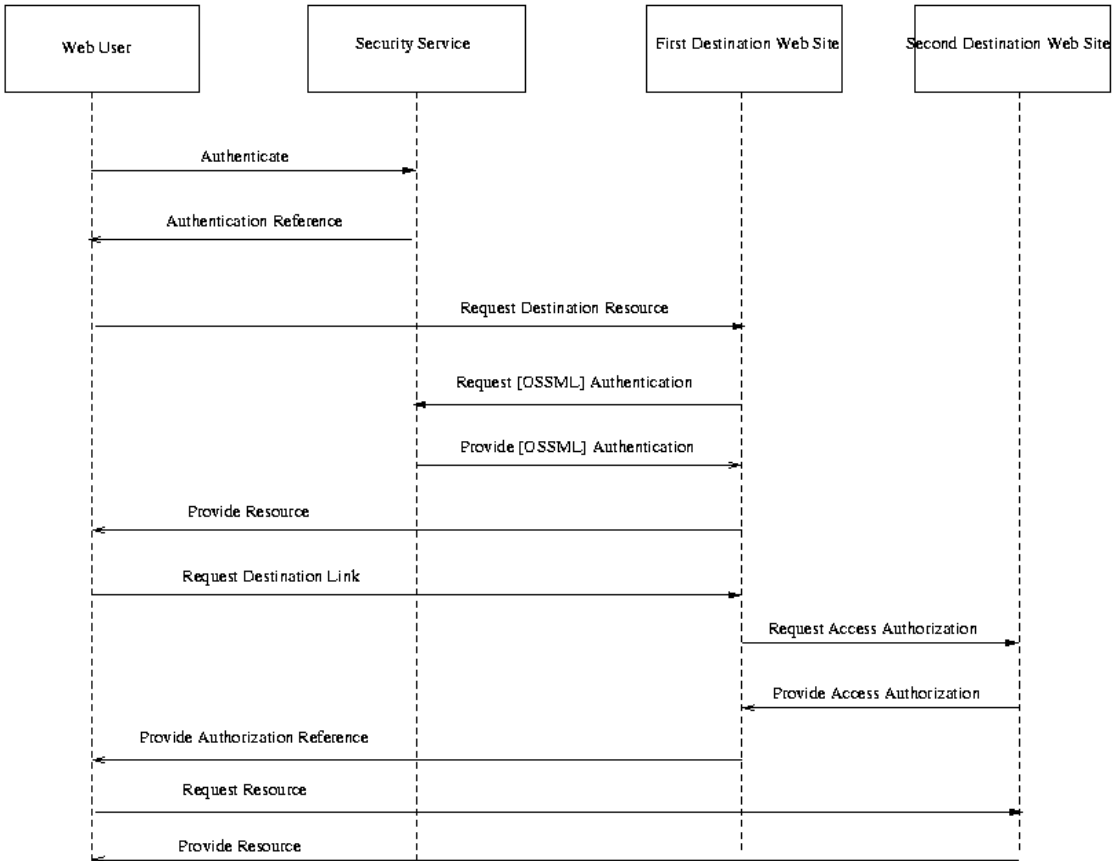 Web User
Security Service
First Destination Web Site
Second Destination Web Site
Authenticate
Authentication Reference
Request Destination Resource
Request [OSSML] Authentication
Provide [OSSML] Authentication
Provide Resource
Request Destination Link
Request Access Authorization
Provide Access Authorization
Provide Authorization Reference
Request Resource
Provide Resource